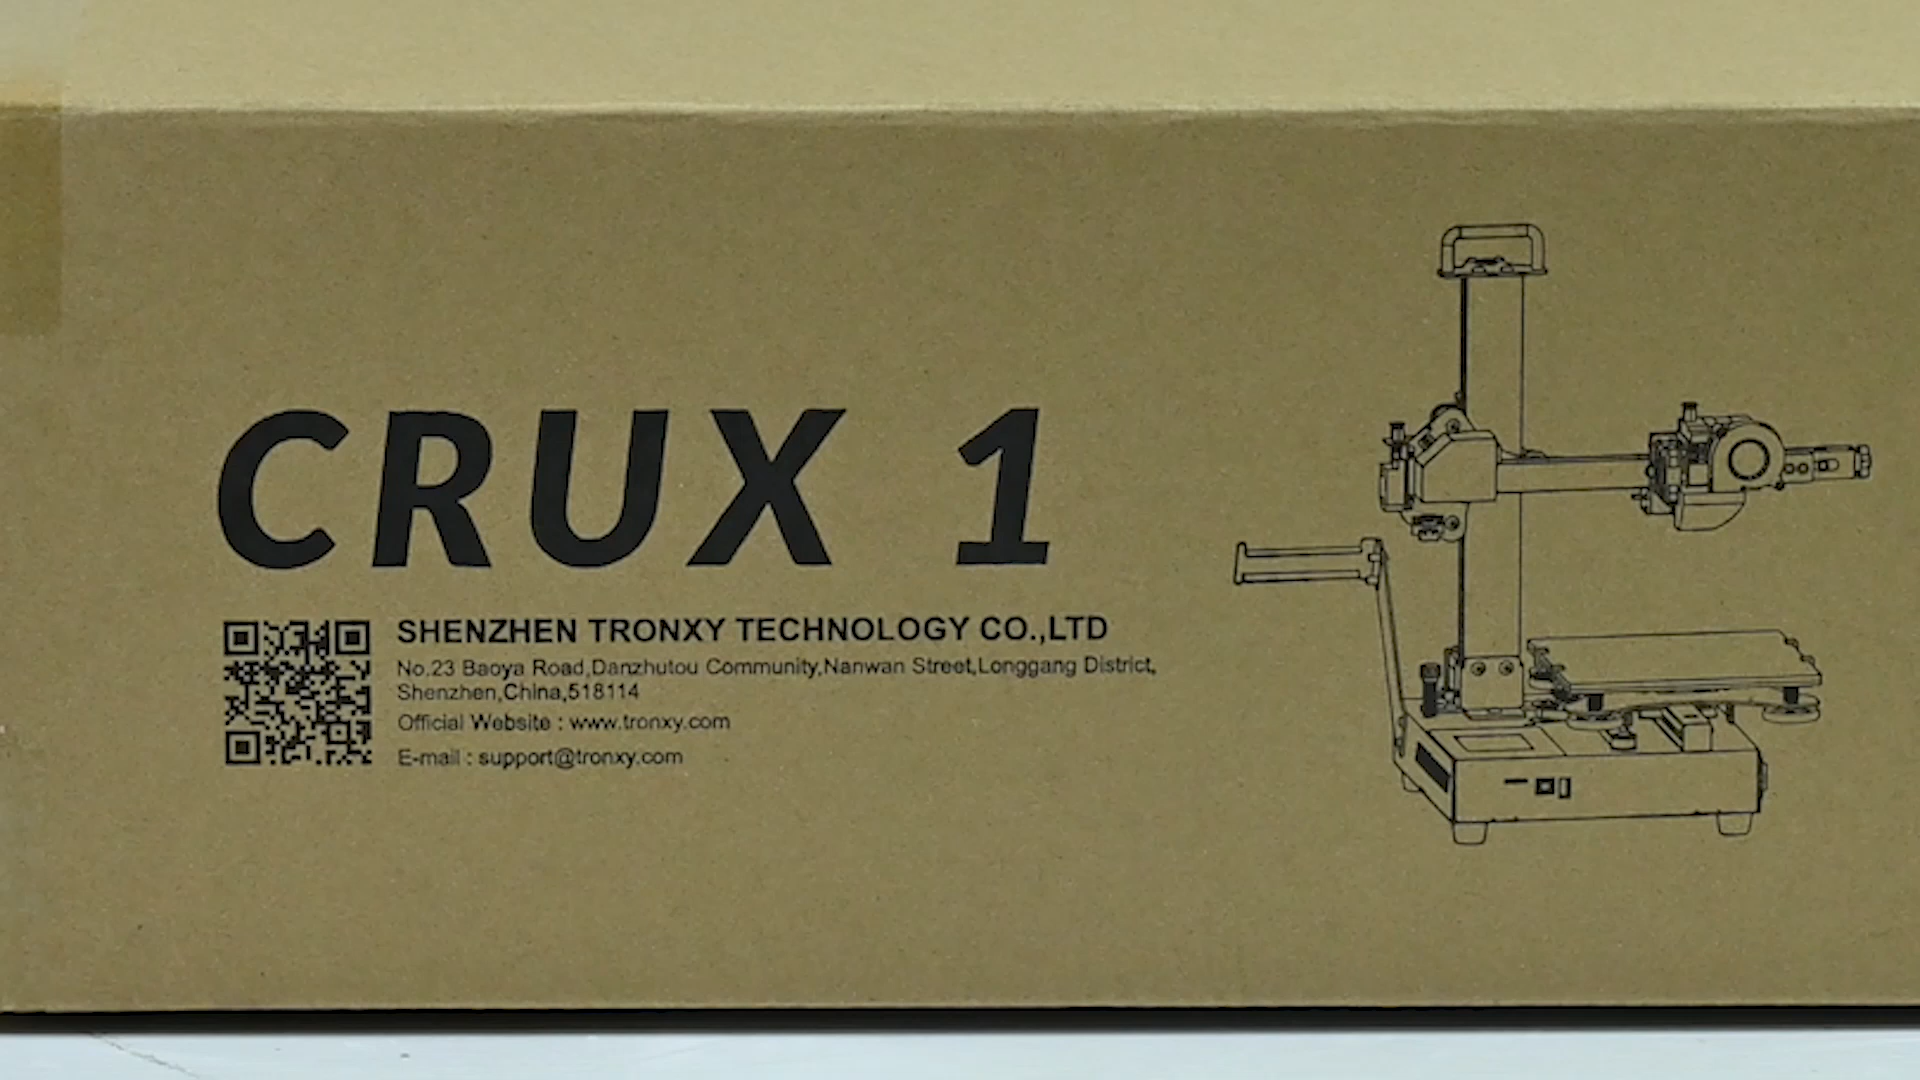 CRUX 1
SHENZHEN TRONXY TECHNOLOGY CO.,LTD
No.23 Baoya Road,Danzhutou Community,Nanwan Street,Longgang District,
Shenzhen,China,518114
Official Website : www.tronxy.com
E-mail : support@tronxy.com